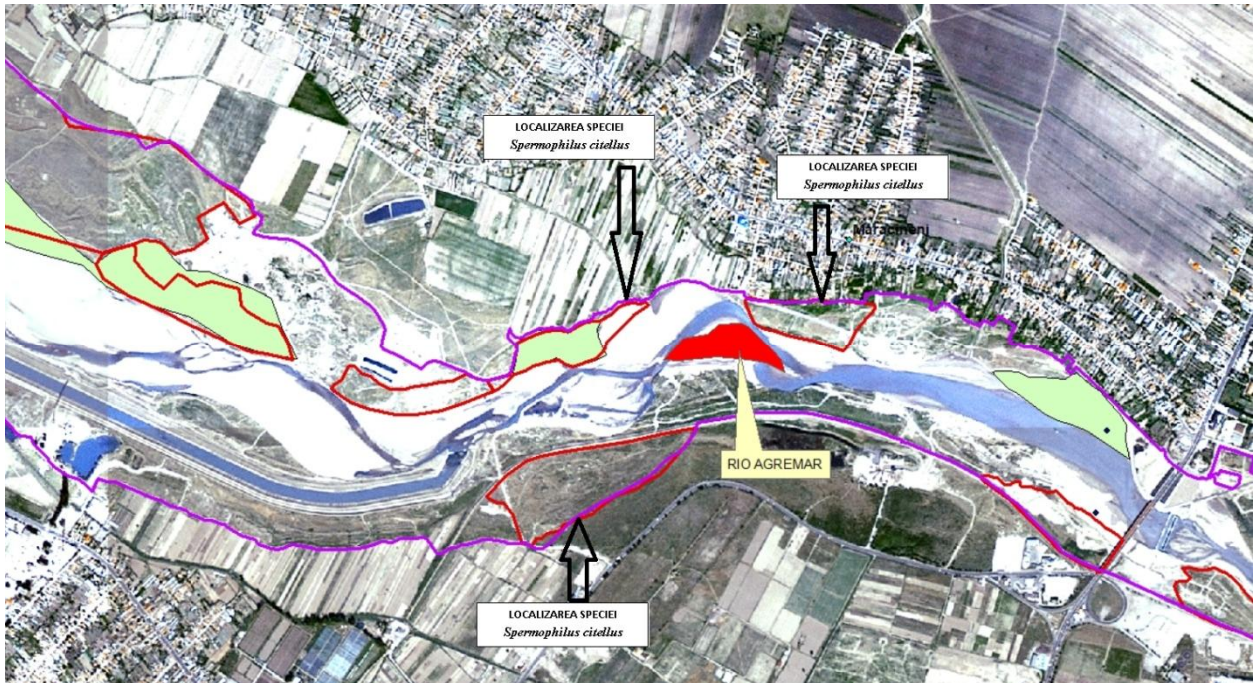 LOCALIZAREA SPECIEI
Spermophilus citellus
LOCALIZAREA SPECIEI
Spermophilus citellus
Maracineni
RIO AGREMAR
LOCALIZAREA SPECIEI
Spermophilus citellus